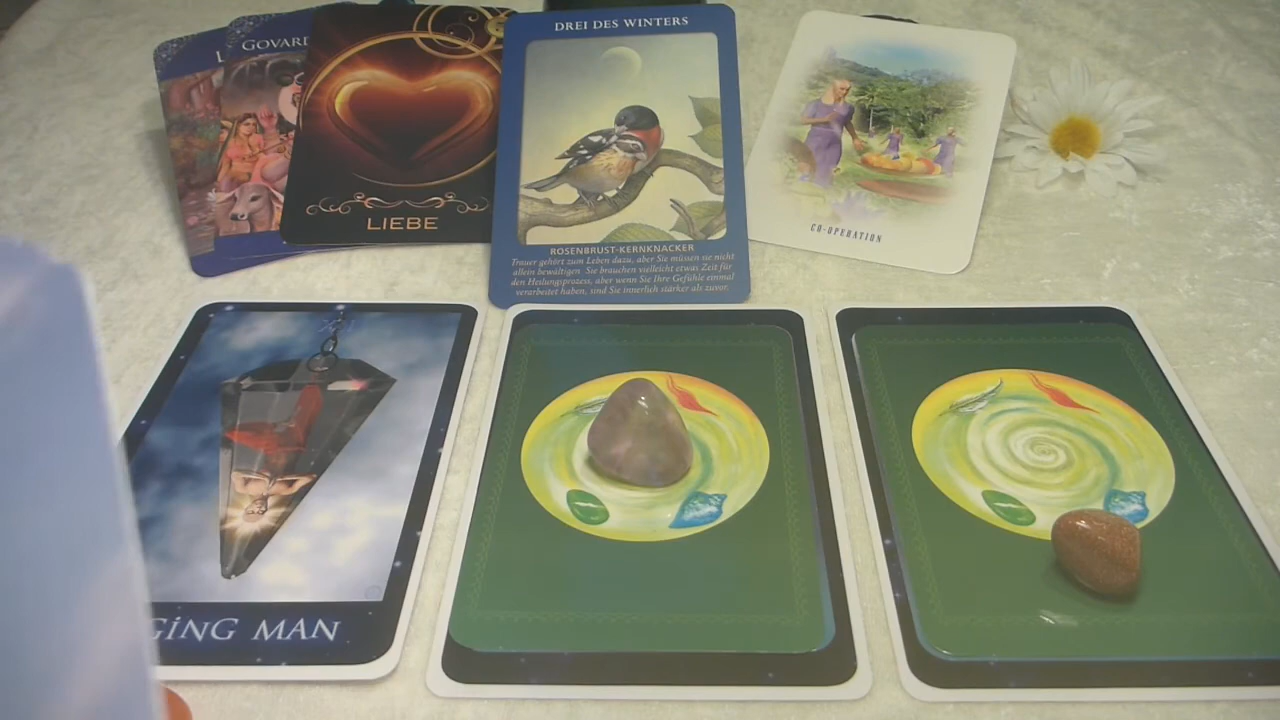 GOVARD
LIEBE
DREI DES WINTERS
ROSENBRUST-KERNKNACKER
Trauer gehört zum Leben dazu, aber Sie müssen sie nicht
allein bewältigen. Sie brauchen vielleicht etwas Zeit für
den Heilungsprozess, aber wenn Sie Ihre Gefühle einmal
verarbeitet haben, sind Sie innerlich stärker als zuvor.
CO-OPERATION
GING MAN